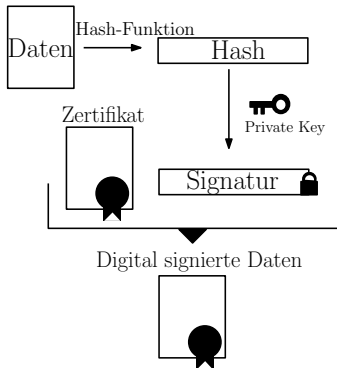 Daten
Hash-Funktion
Hash
Private Key
Zertifikat
Signatur
Digital signierte Daten